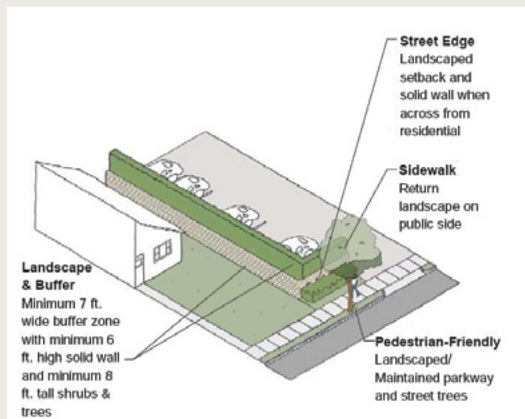 Street Edge
Landscaped
setback and
solid wall when
across from
residential
Sidewalk
Return
landscape on
public side
Landscape
& Buffer
Minimum 7 ft.
wide buffer zone
with minimum 6
ft. high solid wall
and minimum 8
ft. tall shrubs &
trees
Pedestrian-Friendly
Landscaped/
Maintained parkway
and street trees